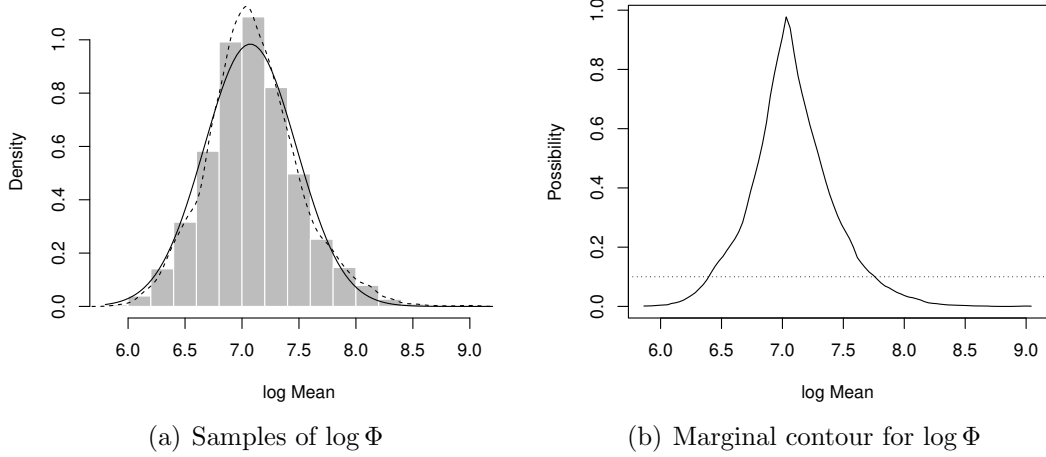 Density
0.0 0.2 0.4 0.6 0.8 1.0
6.0 6.5 7.0 7.5 8.0 8.5 9.0
log Mean
(a) Samples of log Φ
Possibility
0.0 0.2 0.4 0.6 0.8 1.0
6.0 6.5 7.0 7.5 8.0 8.5 9.0
log Mean
(b) Marginal contour for log Φ